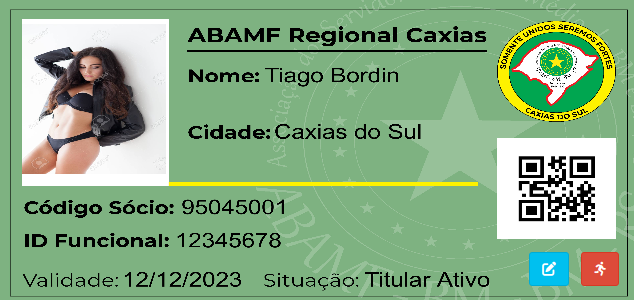 ABAMF Regional Caxias
Nome: Tiago Bordin
Cidade: Caxias do Sul
SOMENTE UNIDOS SEREMOS FORTES
CAXIAS DO SUL
Código Sócio: 95045001
ID Funcional: 12345678
Validade: 12/12/2023 Situação: Titular Ativo